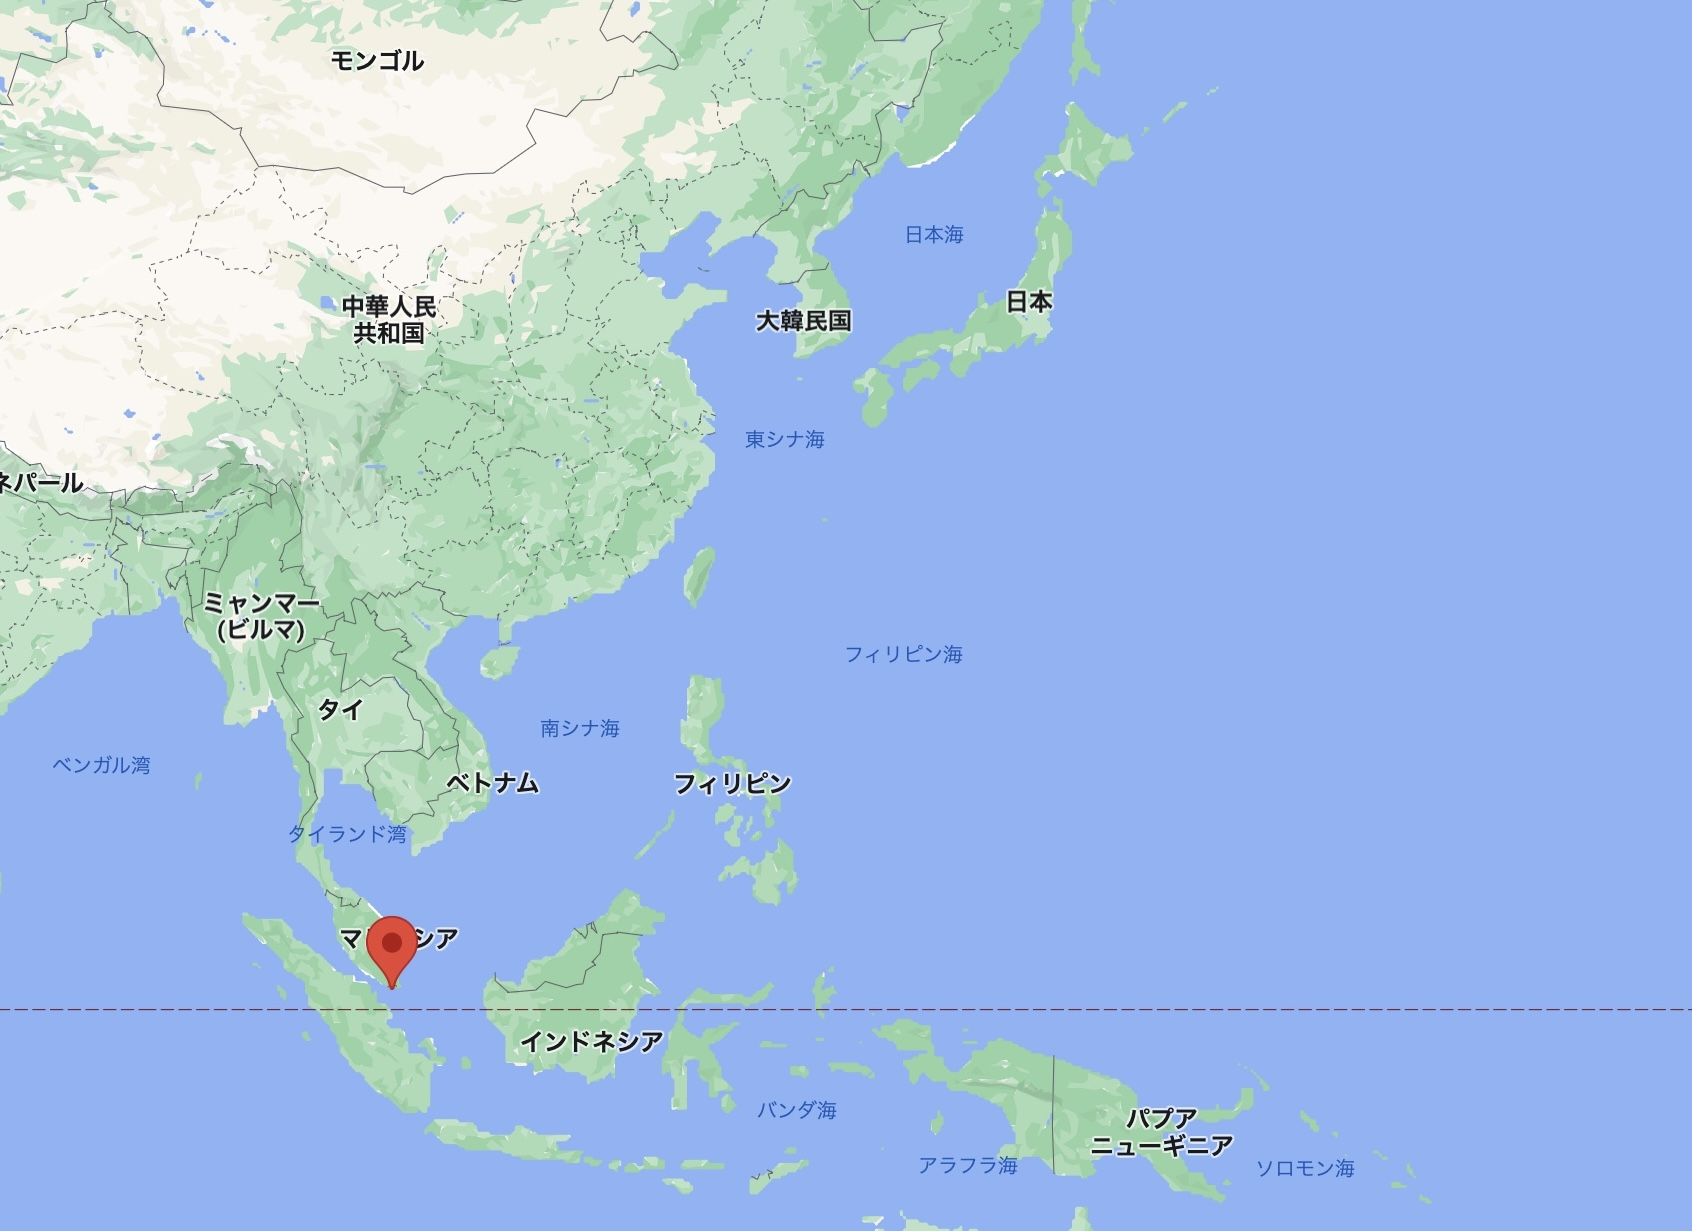 モンゴル
日本海
日本
中華人民
共和国
大韓民国
東シナ海
ネパール
ミャンマー
(ビルマ)
フィリピン海
タイ
南シナ海
ベンガル湾
ベトナム
フィリピン
タイランド湾
マ シア
インドネシア
バンダ海
パプア
ニューギニア
アラフラ海
ソロモン海